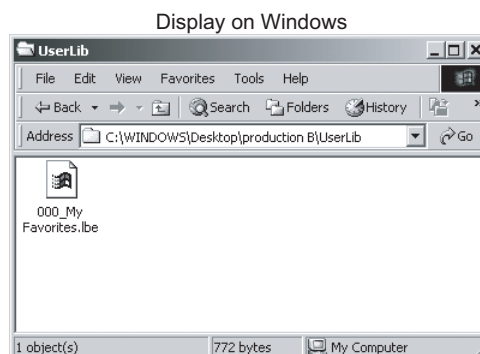 Display on Windows
UserLib
File Edit View Favorites Tools Help
Back Search Folders History »
Address C:\WINDOWS\Desktop\production B\UserLib Go
000_My
Favorites.lbe
1 object(s) 772 bytes My Computer